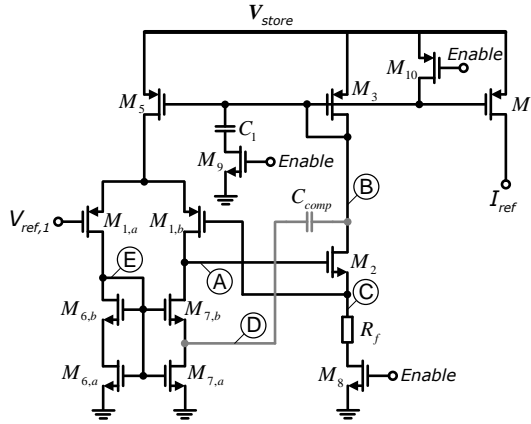 V_store
Enable
M_10
M_5
M_3
M
C_1
M_9
Enable
C_comp
B
I_ref
V_ref,1
M_1,a
M_1,b
E
A
M_2
C
M_6,b
M_7,b
D
R_f
M_6,a
M_7,a
M_8
Enable